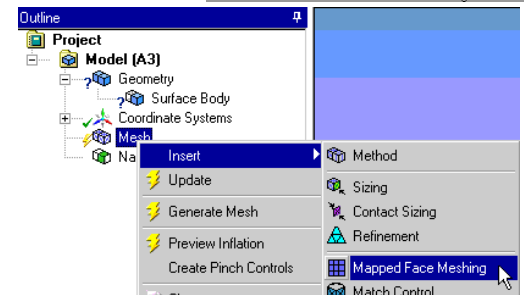 Outline
Project
Model (A3)
Geometry
Surface Body
Coordinate Systems
Mesh
Na
Insert
Update
Generate Mesh
Preview Inflation
Create Pinch Controls
Method
Sizing
Contact Sizing
Refinement
Mapped Face Meshing
Match Control